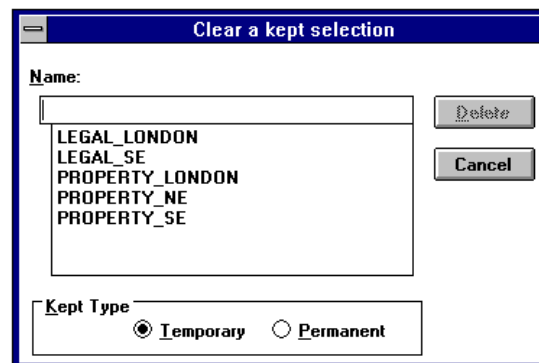 Clear a kept selection
Name:
Delete
LEGAL_LONDON
LEGAL_SE
PROPERTY_LONDON
PROPERTY_NE
PROPERTY_SE
Cancel
Kept Type
Temporary Permanent